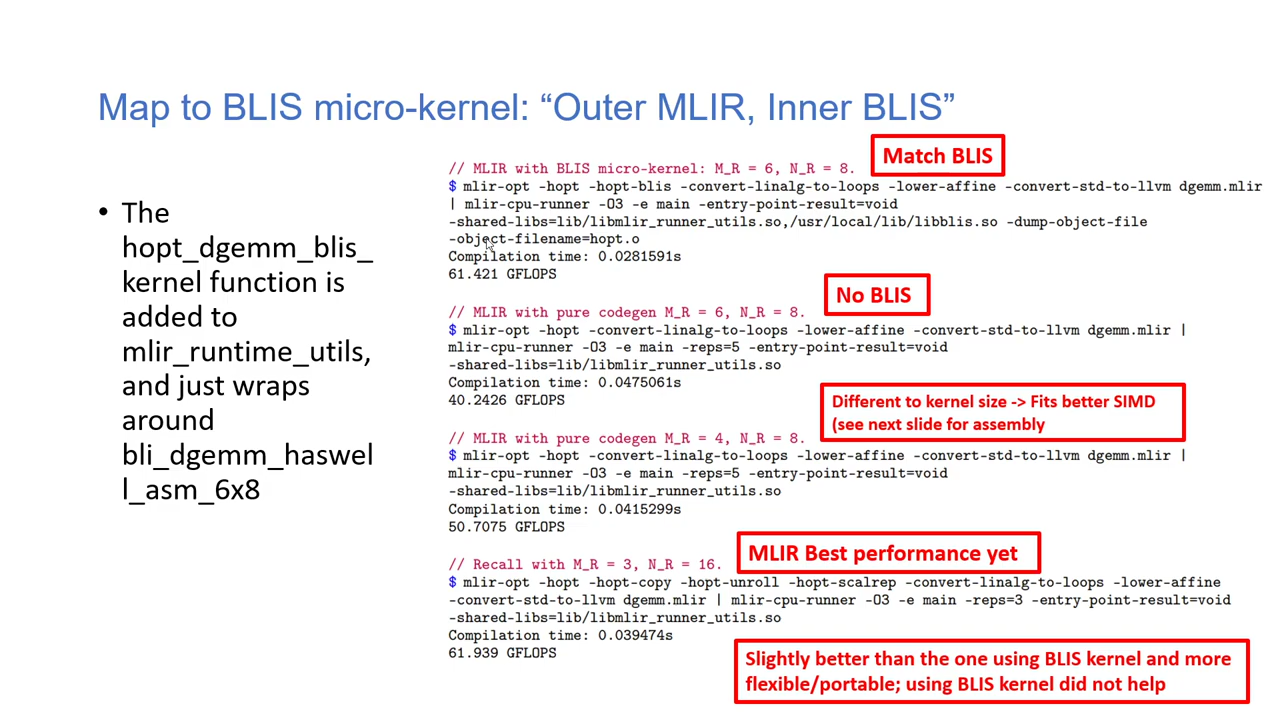 Map to BLIS micro-kernel: “Outer MLIR, Inner BLIS”
• The
hopt_dgemm_blis_
kernel function is
added to
mlir_runtime_utils,
and just wraps
around
bli_dgemm_haswel
l_asm_6x8
Match BLIS
// MLIR with BLIS micro-kernel: M_R = 6, N_R = 8.
$ mlir-opt -hopt -hopt-blis -convert-linalg-to-loops -lower-affine -convert-std-to-llvm dgemm.mlir
| mlir-cpu-runner -O3 -e main -entry-point-result=void
-shared-libs=lib/libmlir_runner_utils.so,/usr/local/lib/libblis.so -dump-object-file
-object-filename=hopt.o
Compilation time: 0.0281591s
61.421 GFLOPS
No BLIS
// MLIR with pure codegen M_R = 6, N_R = 8.
$ mlir-opt -hopt -convert-linalg-to-loops -lower-affine -convert-std-to-llvm dgemm.mlir |
mlir-cpu-runner -O3 -e main -reps=5 -entry-point-result=void
-shared-libs=lib/libmlir_runner_utils.so
Compilation time: 0.0475061s
40.2426 GFLOPS
Different to kernel size -> Fits better SIMD
(see next slide for assembly
// MLIR with pure codegen M_R = 4, N_R = 8.
$ mlir-opt -hopt -convert-linalg-to-loops -lower-affine -convert-std-to-llvm dgemm.mlir |
mlir-cpu-runner -O3 -e main -reps=5 -entry-point-result=void
-shared-libs=lib/libmlir_runner_utils.so
Compilation time: 0.0415299s
50.7075 GFLOPS
MLIR Best performance yet
// Recall with M_R = 3, N_R = 16.
$ mlir-opt -hopt -hopt-copy -hopt-unroll -hopt-scalrep -convert-linalg-to-loops -lower-affine
-convert-std-to-llvm dgemm.mlir | mlir-cpu-runner -O3 -e main -reps=3 -entry-point-result=void
-shared-libs=lib/libmlir_runner_utils.so
Compilation time: 0.039474s
61.939 GFLOPS
Slightly better than the one using BLIS kernel and more
flexible/portable; using BLIS kernel did not help